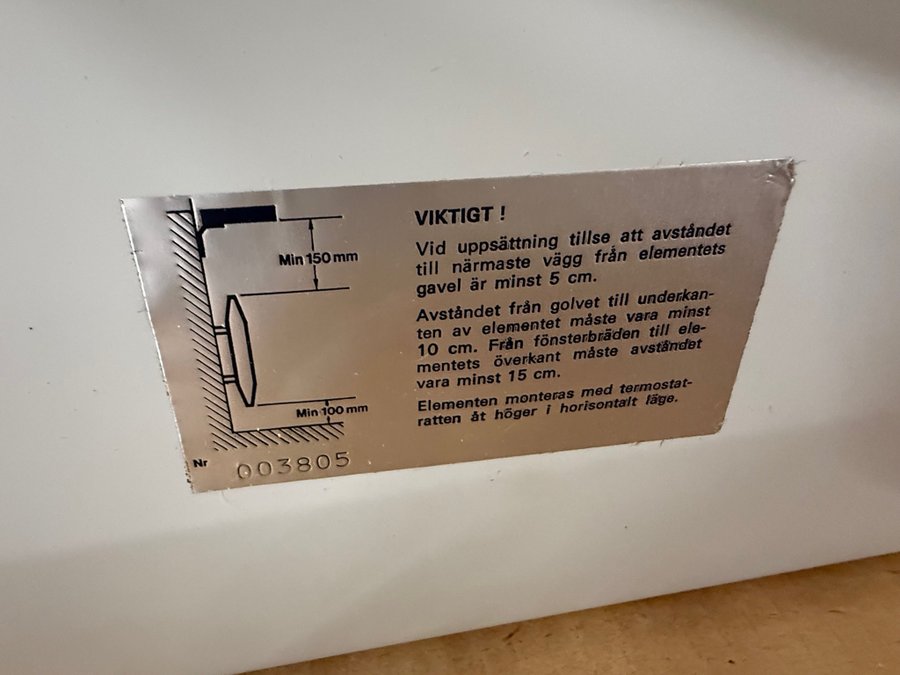 VIKTIGT !
Vid uppsättning tillse att avståndet
till närmaste vägg från elementets
gavel är minst 5 cm.
Avståndet från golvet till underkan-
ten av elementet måste vara minst
10 cm. Från fönsterbräden till ele-
mentets överkant måste avståndet
vara minst 15 cm.
Elementen monteras med termostat-
ratten åt höger i horisontalt läge.
Min 150 mm
Min 100 mm
Nr 003805